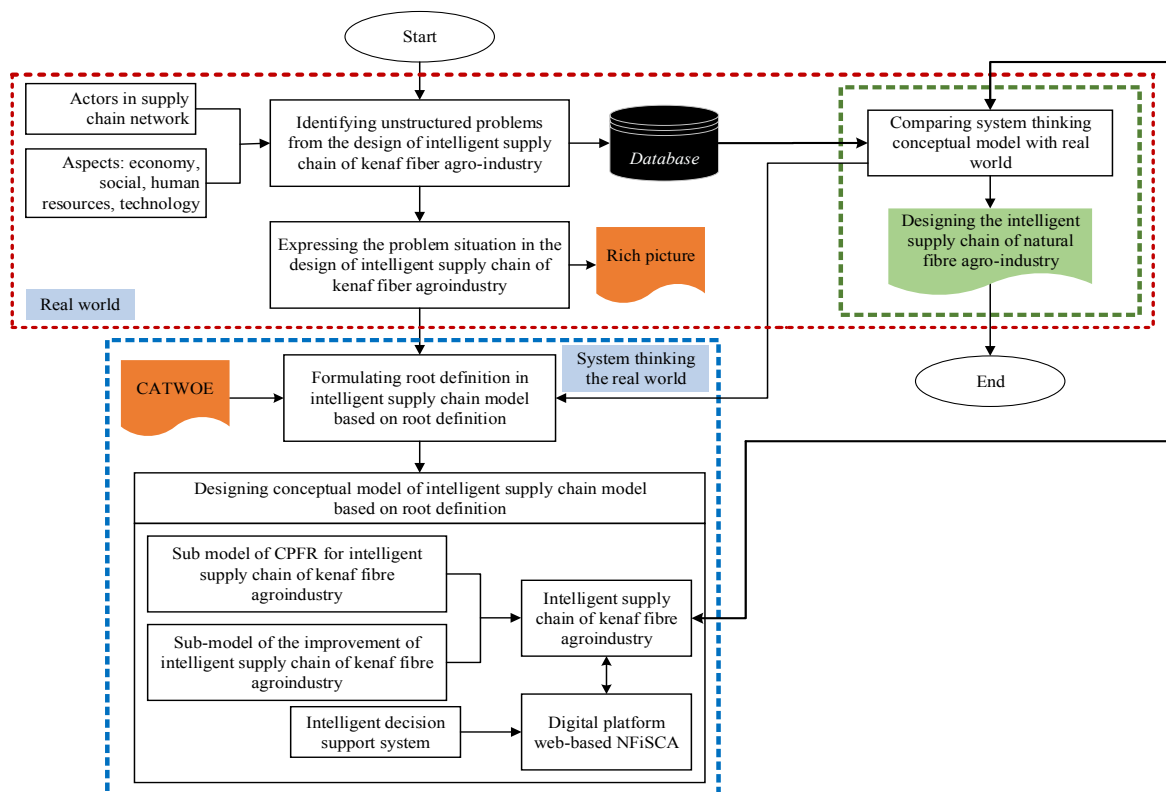 Start
Actors in supply
chain network
Aspects: economy,
social, human
resources, technology
Identifying unstructured problems
from the design of intelligent supply
chain of kenaf fiber agro-industry
Database
Comparing system thinking
conceptual model with real
world
Expressing the problem situation in the
design of intelligent supply chain of
kenaf fiber agroindustry
Rich picture
Designing the intelligent
supply chain of natural
fibre agro-industry
Real world
CATWOE
Formulating root definition in
intelligent supply chain model
based on root definition
System thinking
the real world
End
Designing conceptual model of intelligent supply chain model
based on root definition
Sub model of CPFR for intelligent
supply chain of kenaf fibre
agroindustry
Sub-model of the improvement of
intelligent supply chain of kenaf fibre
agroindustry
Intelligent supply
chain of kenaf fibre
agroindustry
Intelligent decision
support system
Digital platform
web-based NFiSCA